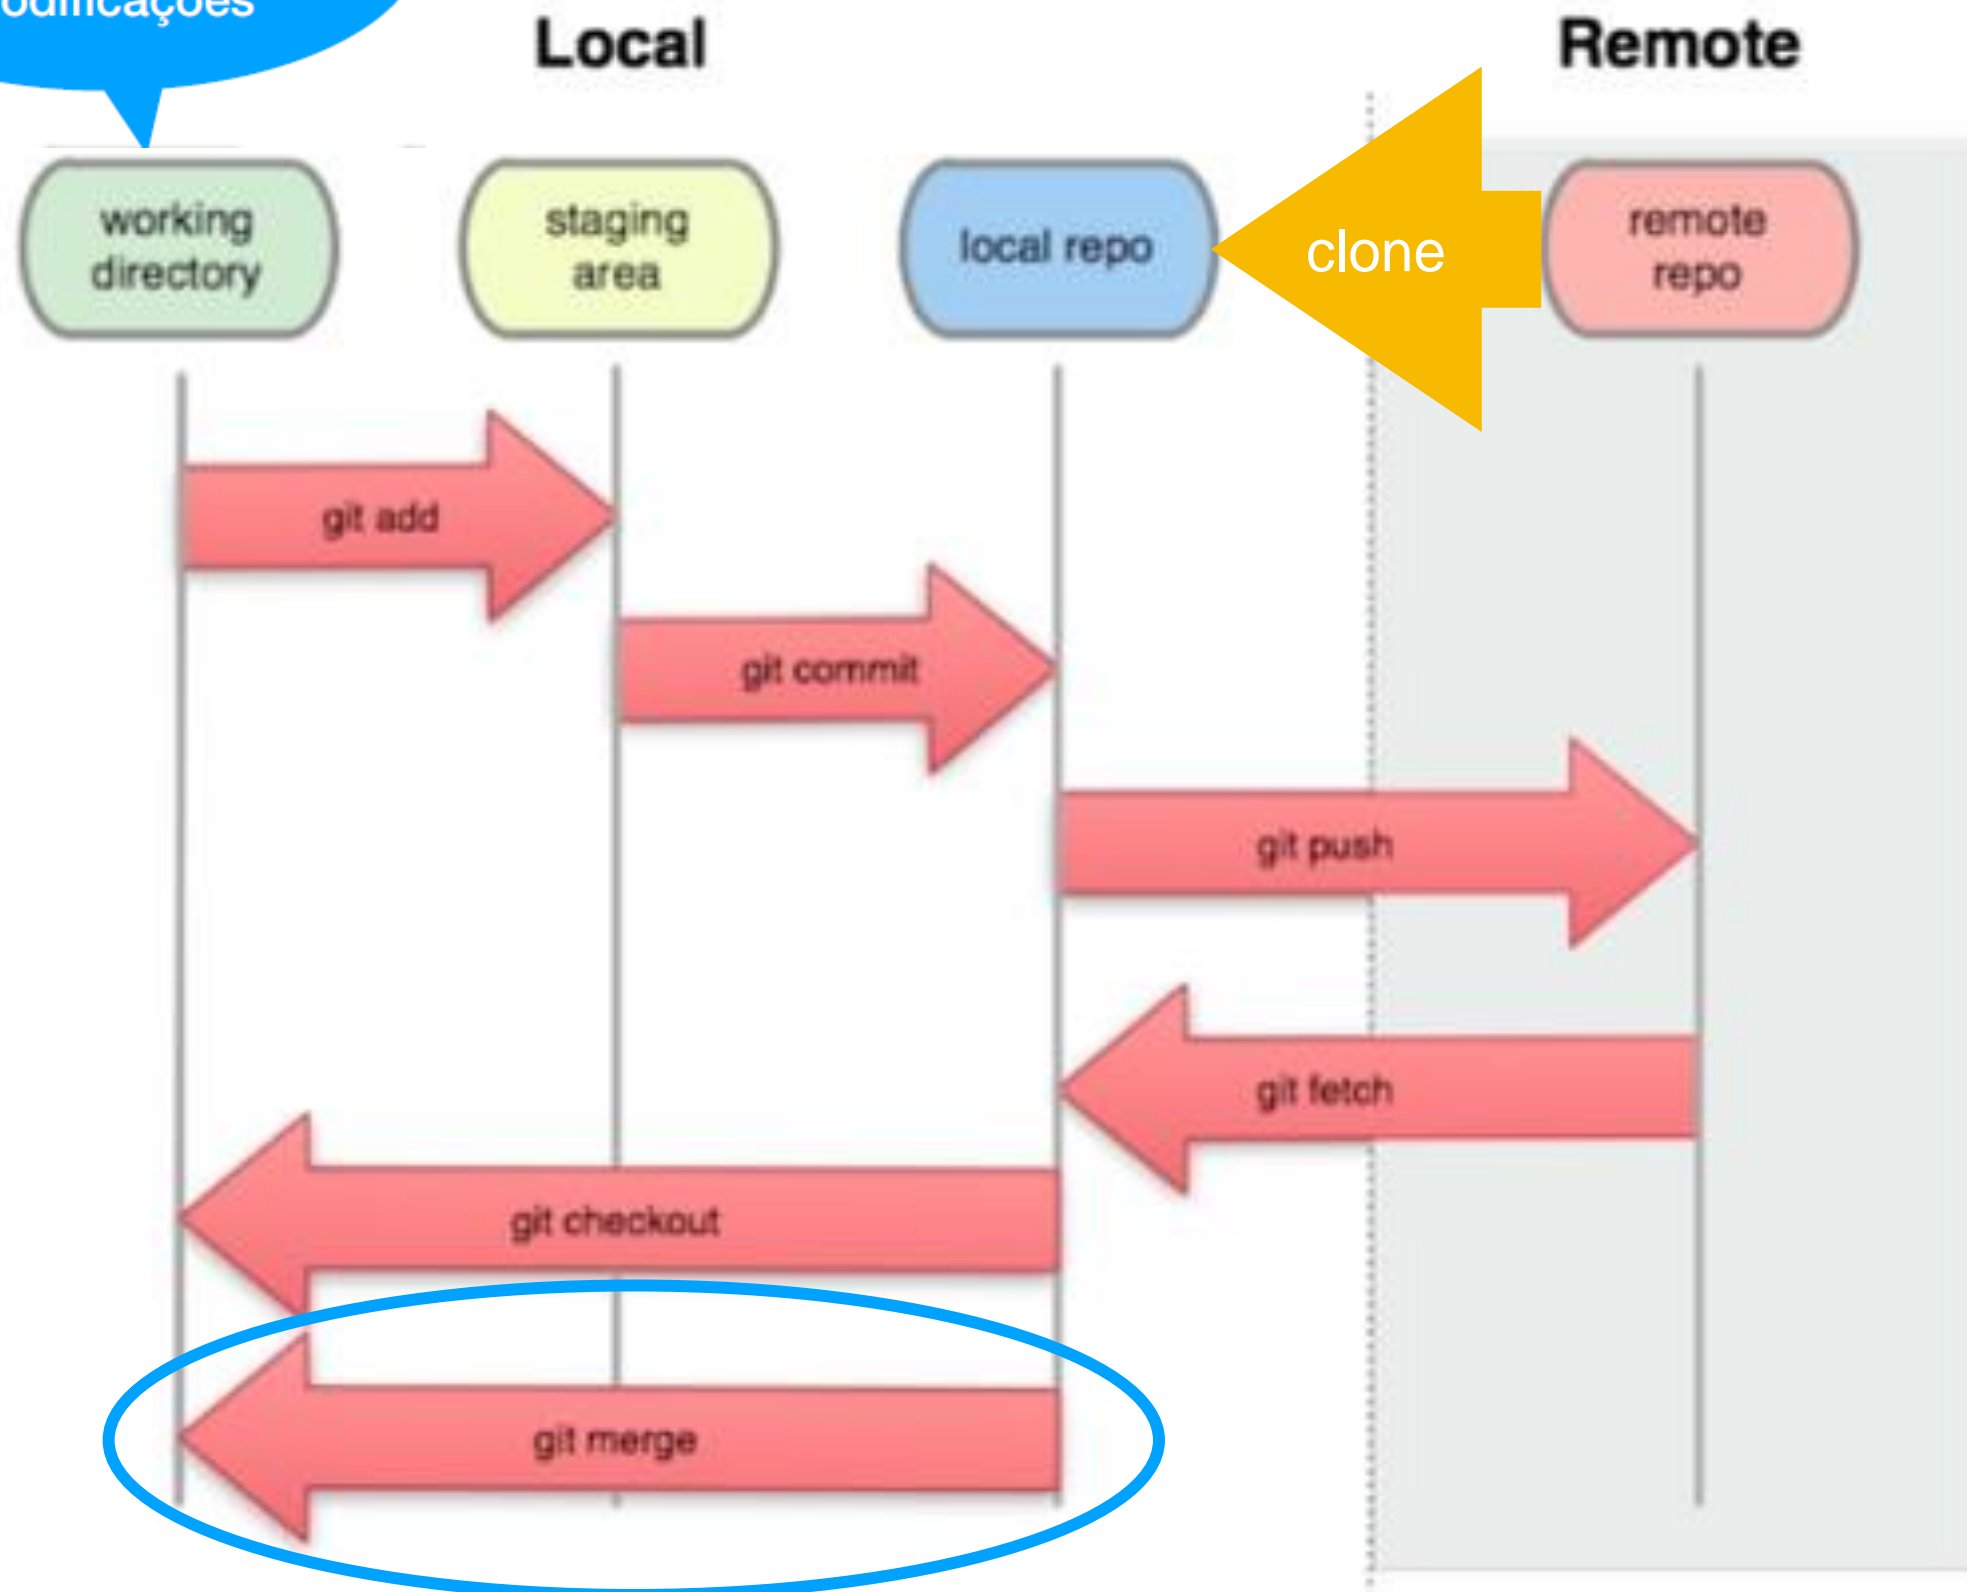 Local
Remote
working
directory
staging
area
local repo
clone
remote
repo
git add
git commit
git push
git fetch
git checkout
git merge